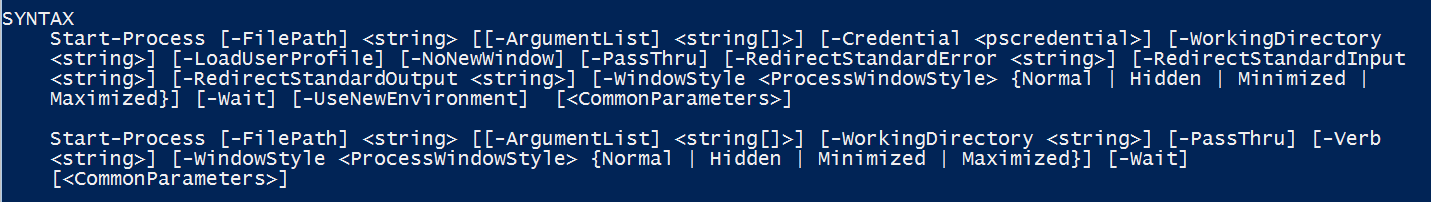 SYNTAX
    Start-Process [-FilePath] <string> [[-ArgumentList] <string[]>] [-Credential <pscredential>] [-WorkingDirectory
    <string>] [-LoadUserProfile] [-NoNewWindow] [-PassThru] [-RedirectStandardError <string>] [-RedirectStandardInput
    <string>] [-RedirectStandardOutput <string>] [-WindowStyle <ProcessWindowStyle> {Normal | Hidden | Minimized |
    Maximized}] [-Wait] [-UseNewEnvironment]  [<CommonParameters>]

    Start-Process [-FilePath] <string> [[-ArgumentList] <string[]>] [-WorkingDirectory <string>] [-PassThru] [-Verb
    <string>] [-WindowStyle <ProcessWindowStyle> {Normal | Hidden | Minimized | Maximized}] [-Wait]
    [<CommonParameters>]